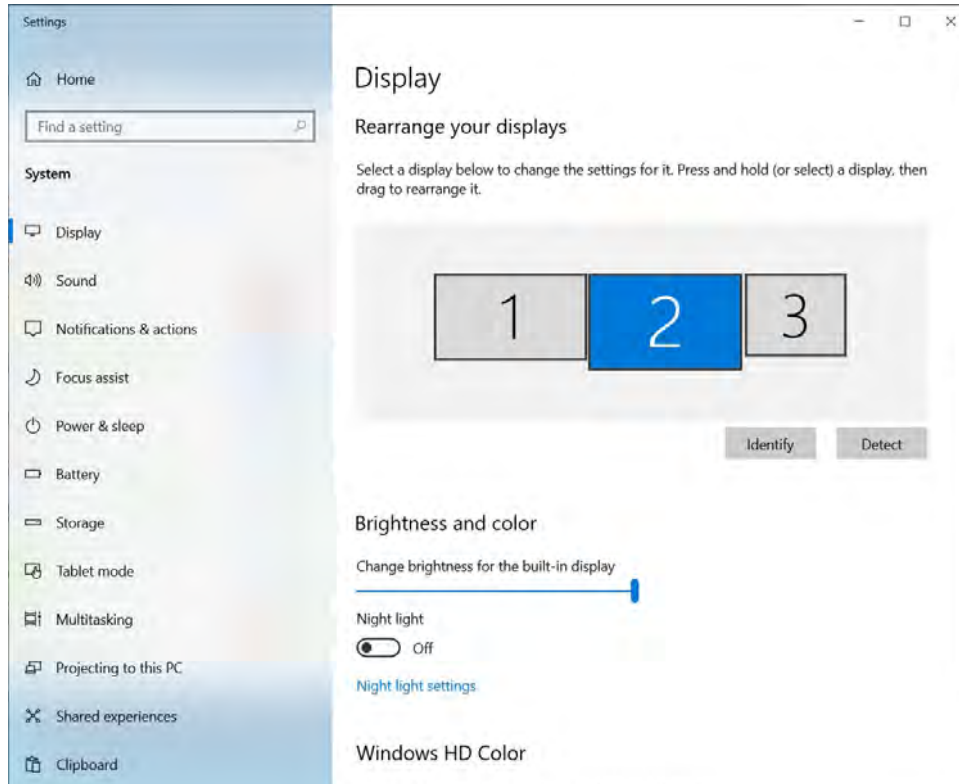 Settings
Home
Find a setting
System
Display
Sound
Notifications & actions
Focus assist
Power & sleep
Battery
Storage
Tablet mode
Multitasking
Projecting to this PC
Shared experiences
Clipboard
Display
Rearrange your displays
Select a display below to change the settings for it. Press and hold (or select) a display, then
drag to rearrange it.
1 2 3
Identify Detect
Brightness and color
Change brightness for the built-in display
Night light
Off
Night light settings
Windows HD Color